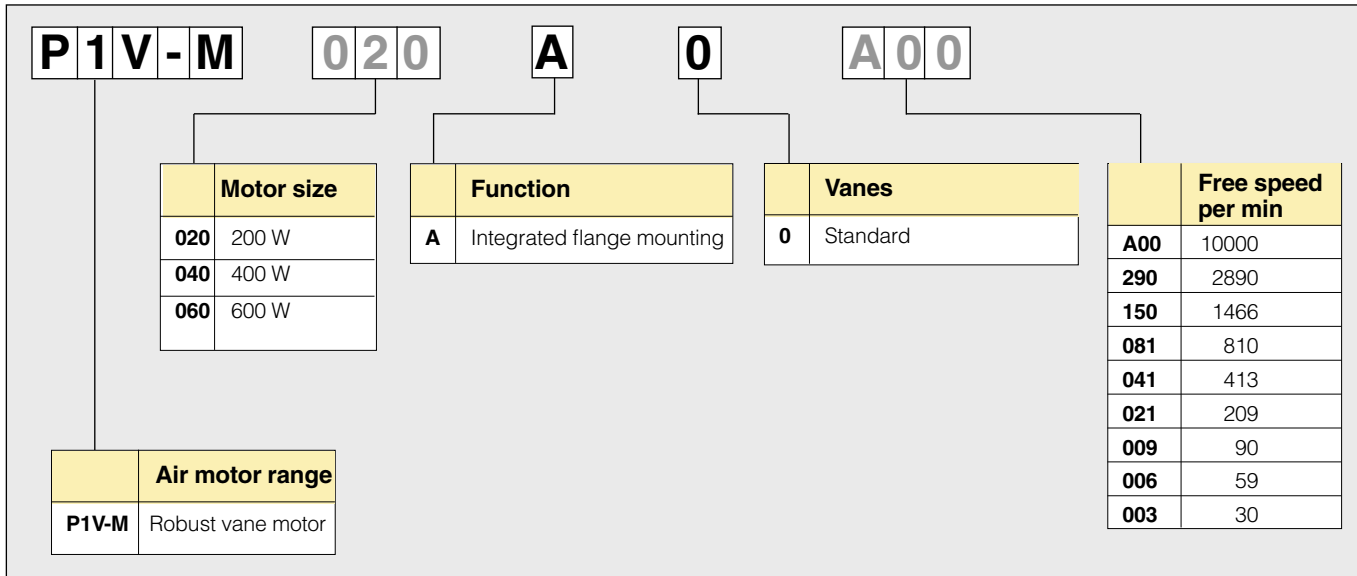 P1V-M 020 A 0 A00
Motor size
020 200 W
040 400 W
060 600 W
Function
A Integrated flange mounting
Vanes
0 Standard
Free speed
per min
A00 10000
290 2890
150 1466
081 810
041 413
021 209
009 90
006 59
003 30
Air motor range
P1V-M Robust vane motor